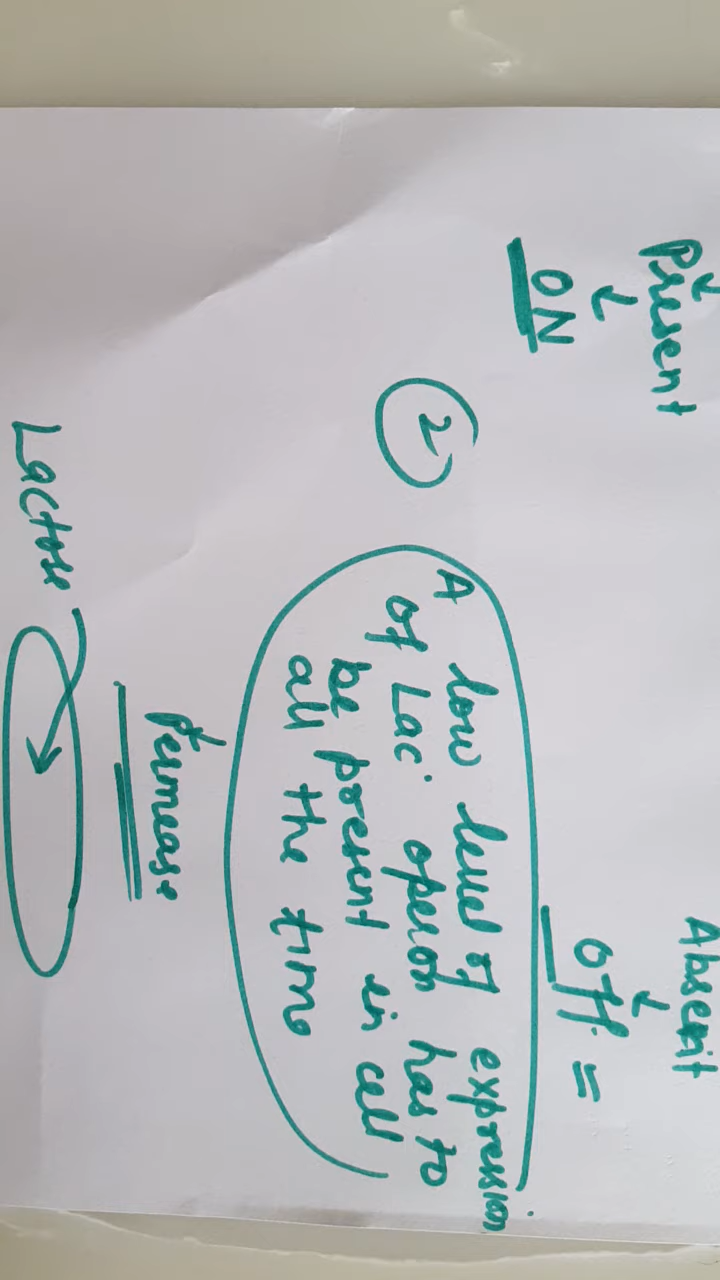 Present
Absent
ON
Off =
2
A low level of expression
of Lac operon has to
be present in cell
all the time
Permease
Lactose